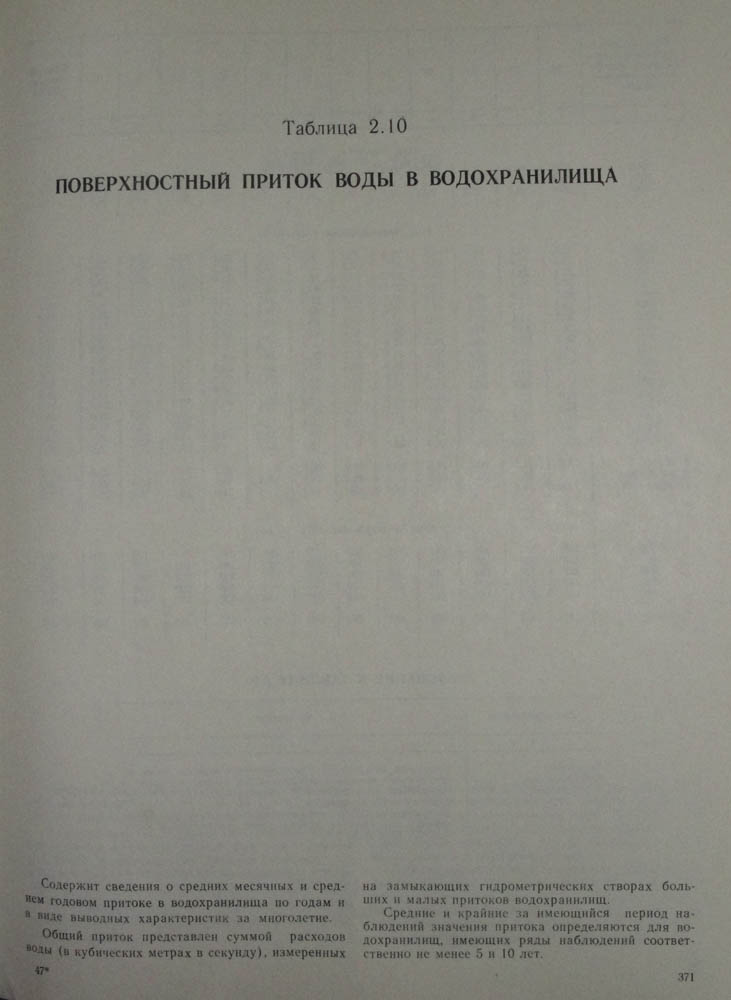 Таблица 2.10
ПОВЕРХНОСТНЫЙ ПРИТОК ВОДЫ В ВОДОХРАНИЛИЩА
Содержит сведения о средних месячных и сред-
нем годовом притоке в водохранилища по годам и
в виде выводных характеристик за многолетие.
Общий приток представлен суммой расходов
воды (в кубических метрах в секунду), измеренных
47*
на замыкающих гидрометрических створах боль-
ших и малых притоков водохранилищ.
Средние и крайние за имеющийся период на-
блюдений значения притока определяются для во-
дохранилищ, имеющих ряды наблюдений соответ-
ственно не менее 5 и 10 лет.
371